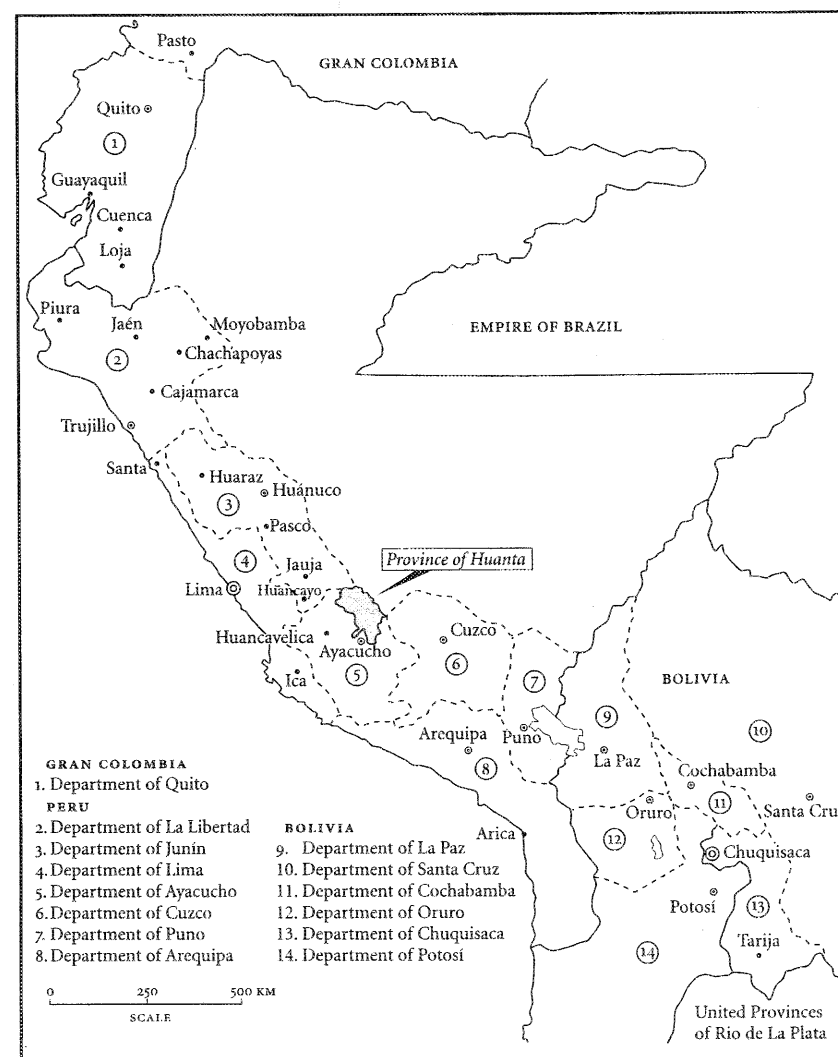 Pasto
GRAN COLOMBIA
Quito
1
Guayaquil
Cuenca
Loja
Piura
Jaén
Moyobamba
Chachapoyas
2
EMPIRE OF BRAZIL
Cajamarca
Trujillo
Santa
Huaraz
Huánuco
3
Pasco
4
Jauja
Province of Huanta
Lima
Huancayo
Huancavelica
Ayacucho
Cuzco
5
6
Ica
7
BOLIVIA
9
10
Arequipa
Puno
8
La Paz
Cochabamba
11
Santa Cru
Oruro
Arica
12
Chuquisaca
Potosí
13
Tarija
14
United Provinces
of Rio de La Plata
GRAN COLOMBIA
1. Department of Quito
PERU
2. Department of La Libertad
3. Department of Junín
4. Department of Lima
5. Department of Ayacucho
6. Department of Cuzco
7. Department of Puno
8. Department of Arequipa
BOLIVIA
9. Department of La Paz
10. Department of Santa Cruz
11. Department of Cochabamba
12. Department of Oruro
13. Department of Chuquisaca
14. Department of Potosí
0 250 500 KM
SCALE